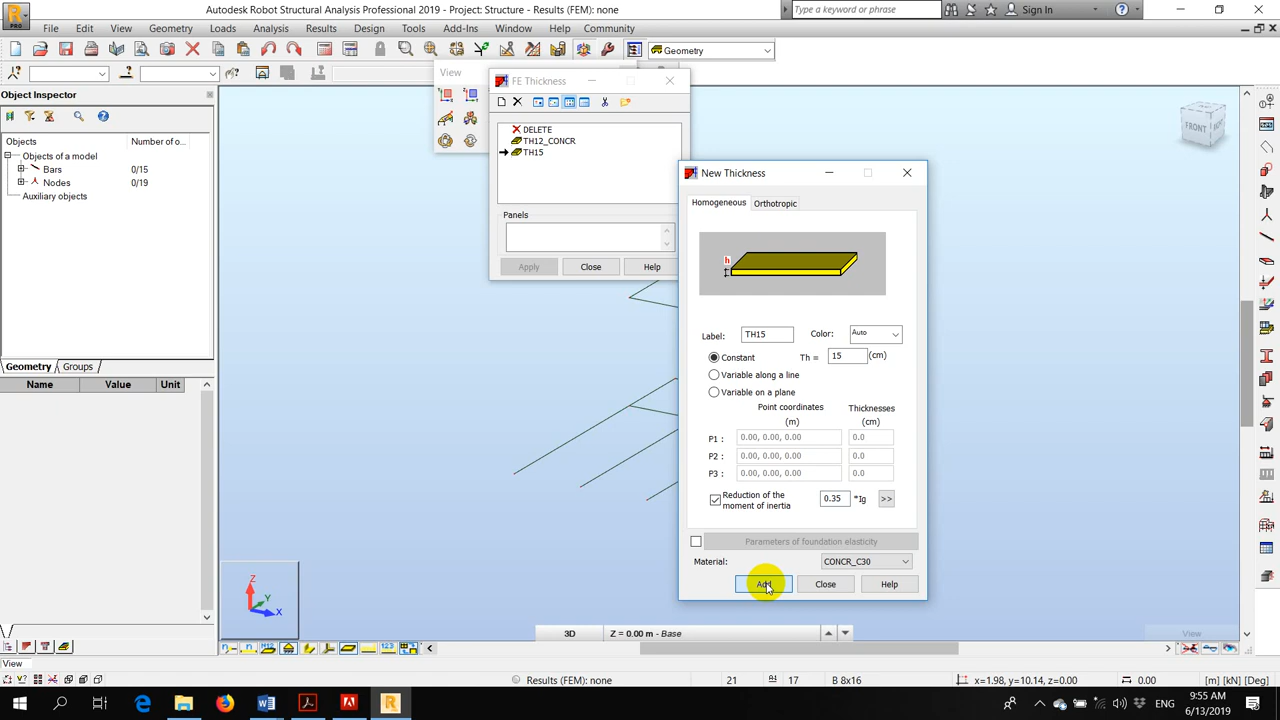 Autodesk Robot Structural Analysis Professional 2019 - Project: Structure - Results (FEM): none
Type a keyword or phrase
Sign In
PRO
File Edit View Geometry Loads Analysis Results Design Tools Add-Ins Window Help Community
Geometry
Object Inspector
View
FE Thickness
Objects Number of o...
Objects of a model
Bars 0/15
Nodes 0/19
Auxiliary objects
DELETE
TH12_CONCR
TH15
Panels
Apply Close Help
FRONT
New Thickness
Homogeneous Orthotropic
h
Label: TH15 Color: Auto
Constant Th = 15 (cm)
Variable along a line
Variable on a plane
Point coordinates Thicknesses
(m) (cm)
P1 : 0.00, 0.00, 0.00 0.0
P2 : 0.00, 0.00, 0.00 0.0
P3 : 0.00, 0.00, 0.00 0.0
Reduction of the
moment of inertia 0.35 *Ig >>
Parameters of foundation elasticity
Material: CONCR_C30
Add Close Help
Geometry Groups
Name Value Unit
Z
Y
X
3D Z = 0.00 m - Base
View
View
Results (FEM): none 21 17 B 8x16 x=1.98, y=10.14, z=0.00 0.00 [m] [kN] [Deg]
9:55 AM
6/13/2019